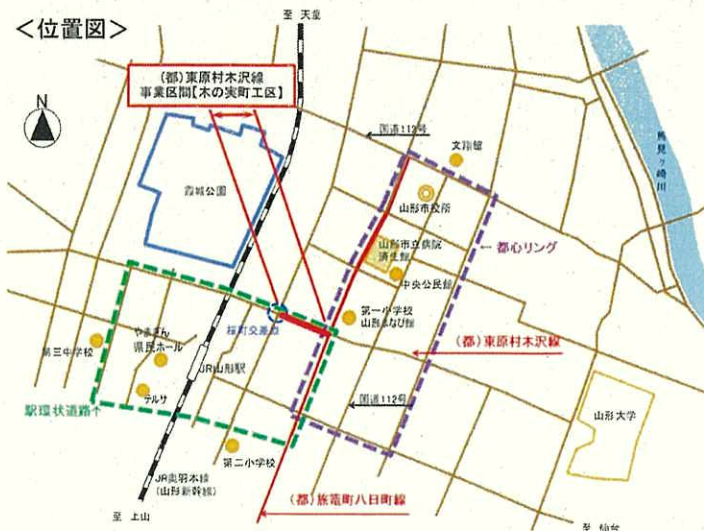 <位置図>
至 天童
(都)東原村木沢線
事業区間【木の実町工区】
N
国道112号
文翔館
馬見ヶ崎川
霞城公園
山形市役所
山形市立病院
済生館
←都心リング
中央公民館
第一小学校
山形まなび館
桜町交差点
(都)東原村木沢線
やまぎん
県民ホール
第三中学校
JR山形駅
テルサ
駅環状道路↑
国道112号
山形大学
第二小学校
JR奥羽本線
(山形新幹線)
(都)旅篭町八日町線
至 上山
至 仙台